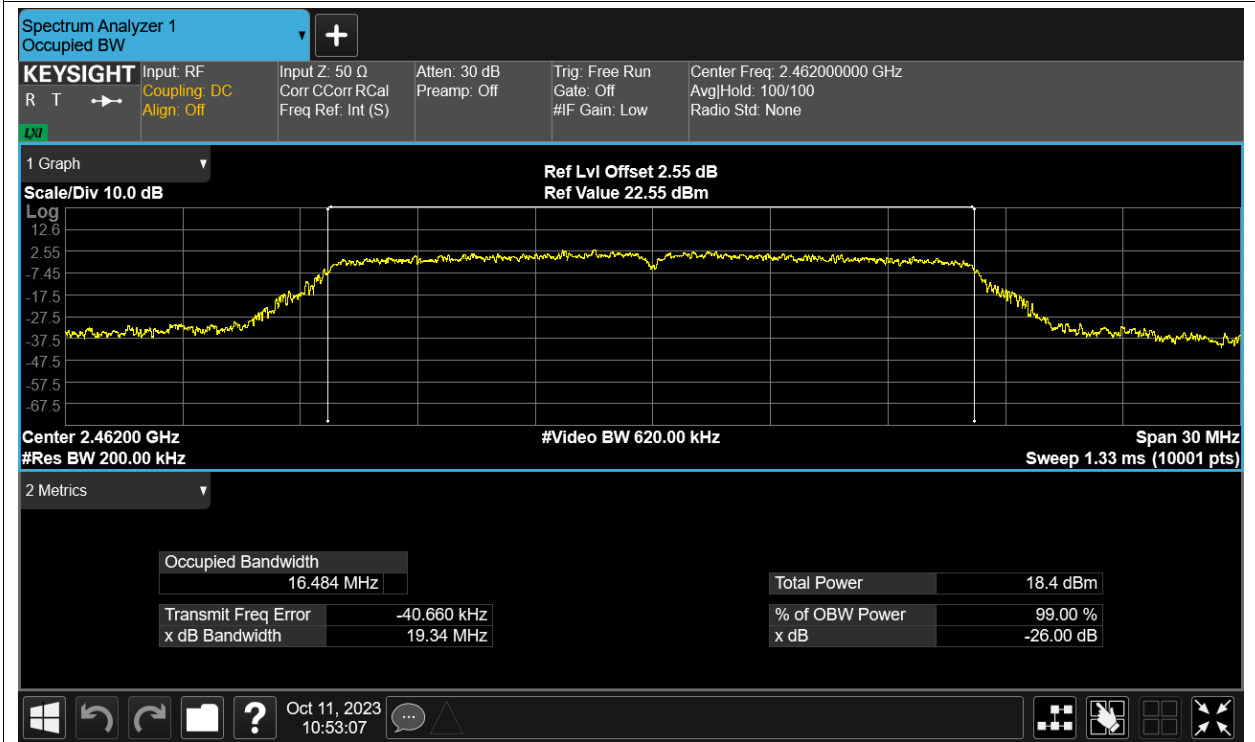 Spectrum Analyzer 1
Occupied BW
+
KEYSIGHT
R T
LXI
Input: RF
Coupling: DC
Align: Off
Input Z: 50 Ω
Corr CCorr RCal
Freq Ref: Int (S)
Atten: 30 dB
Preamp: Off
Trig: Free Run
Gate: Off
#IF Gain: Low
Center Freq: 2.462000000 GHz
Avg|Hold: 100/100
Radio Std: None
1 Graph
Scale/Div 10.0 dB
Ref Lvl Offset 2.55 dB
Ref Value 22.55 dBm
Log
12.6
2.55
-7.45
-17.5
-27.5
-37.5
-47.5
-57.5
-67.5
Center 2.46200 GHz
#Res BW 200.00 kHz
#Video BW 620.00 kHz
Span 30 MHz
Sweep 1.33 ms (10001 pts)
2 Metrics
Occupied Bandwidth
16.484 MHz
Transmit Freq Error -40.660 kHz
x dB Bandwidth 19.34 MHz
Total Power 18.4 dBm
% of OBW Power 99.00 %
x dB -26.00 dB
?
Oct 11, 2023
10:53:07